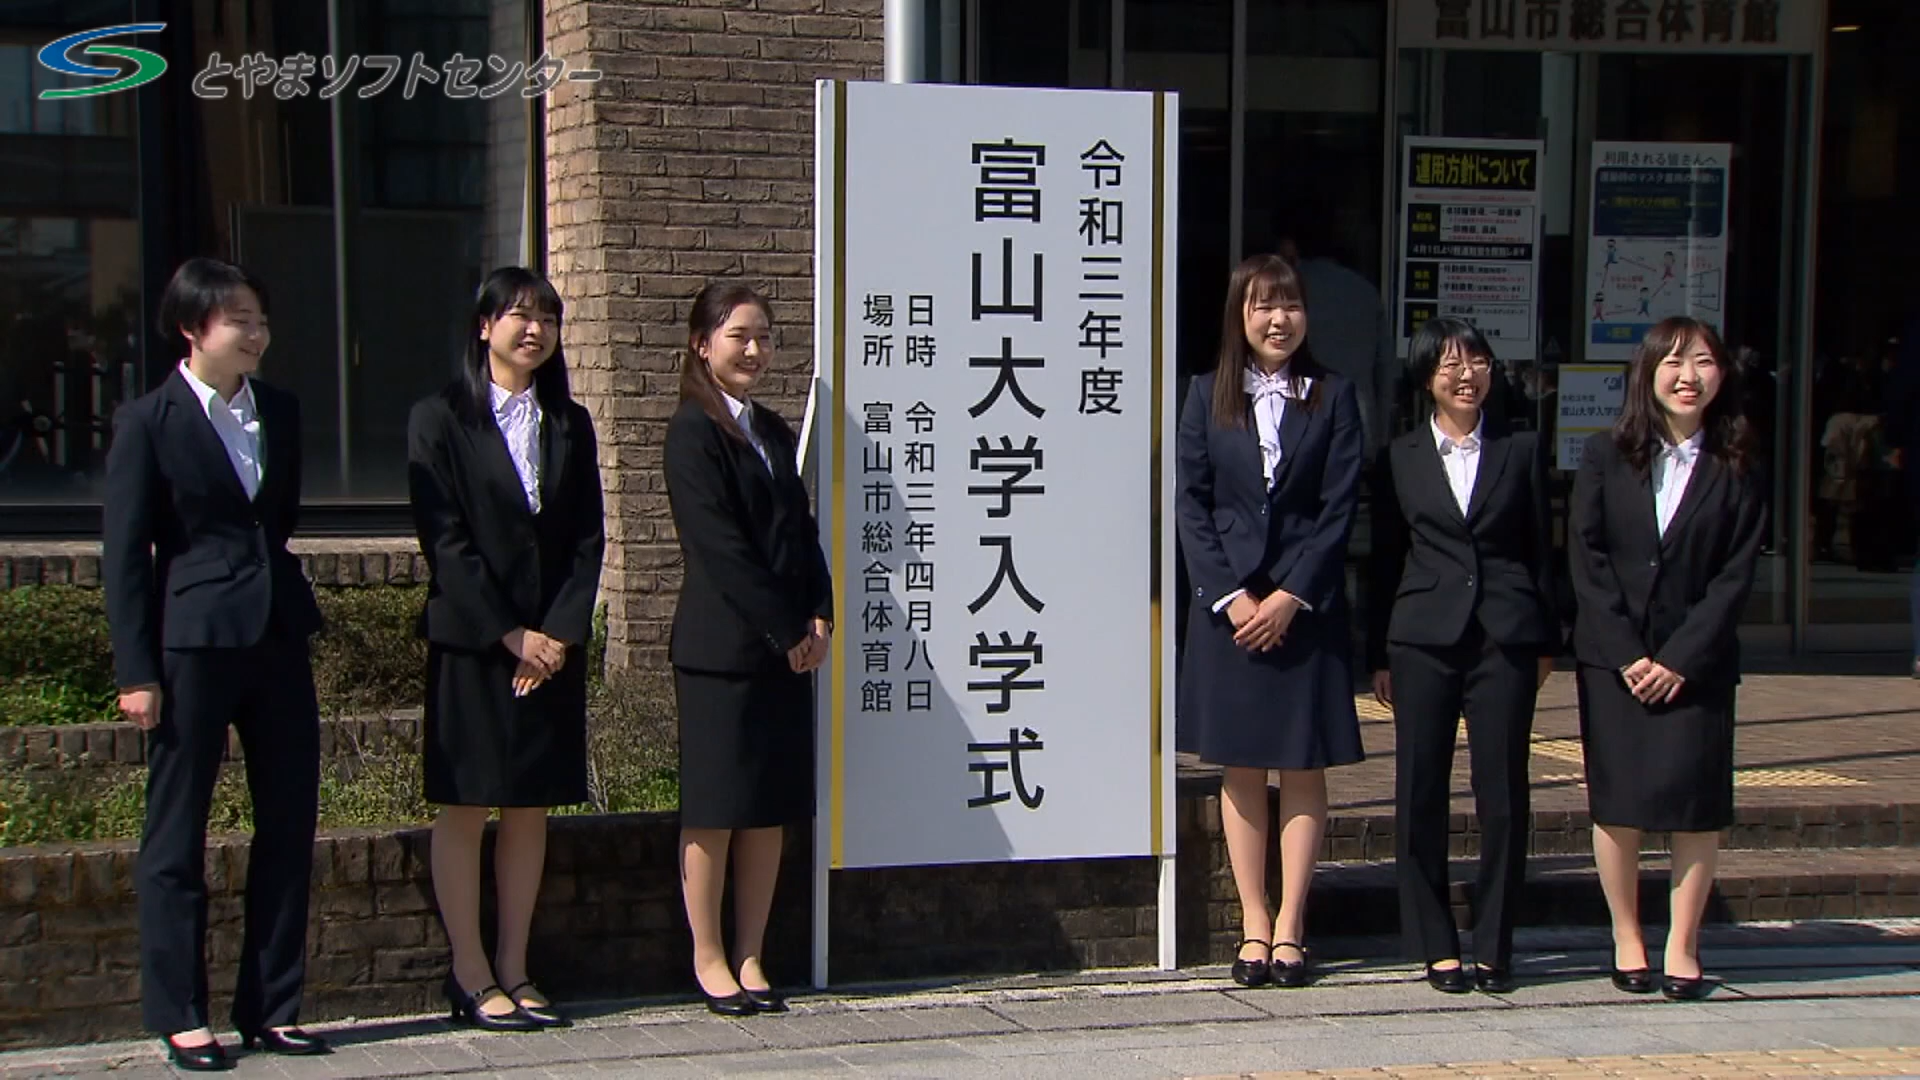 とやまソフトセンター
富山市総合体育館
令和三年度
富山大学入学式
日時 令和三年四月八日
場所 富山市総合体育館
運用方針について
利用される皆さんへ